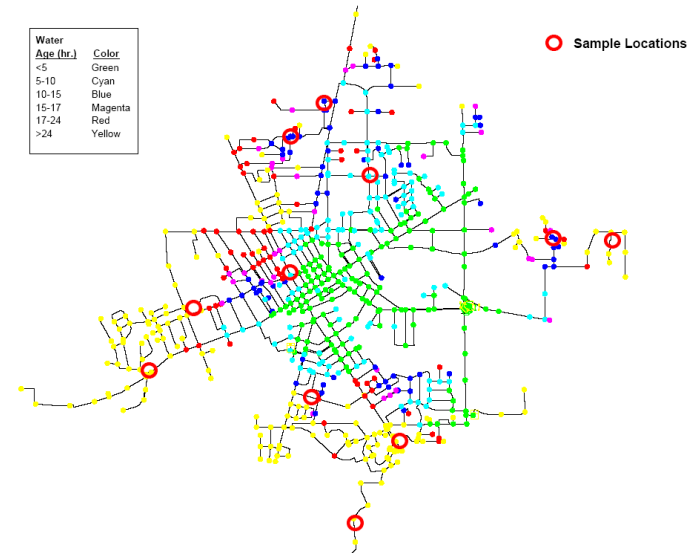 Water
Age (hr.) Color
<5 Green
5-10 Cyan
10-15 Blue
15-17 Magenta
17-24 Red
>24 Yellow
Sample Locations